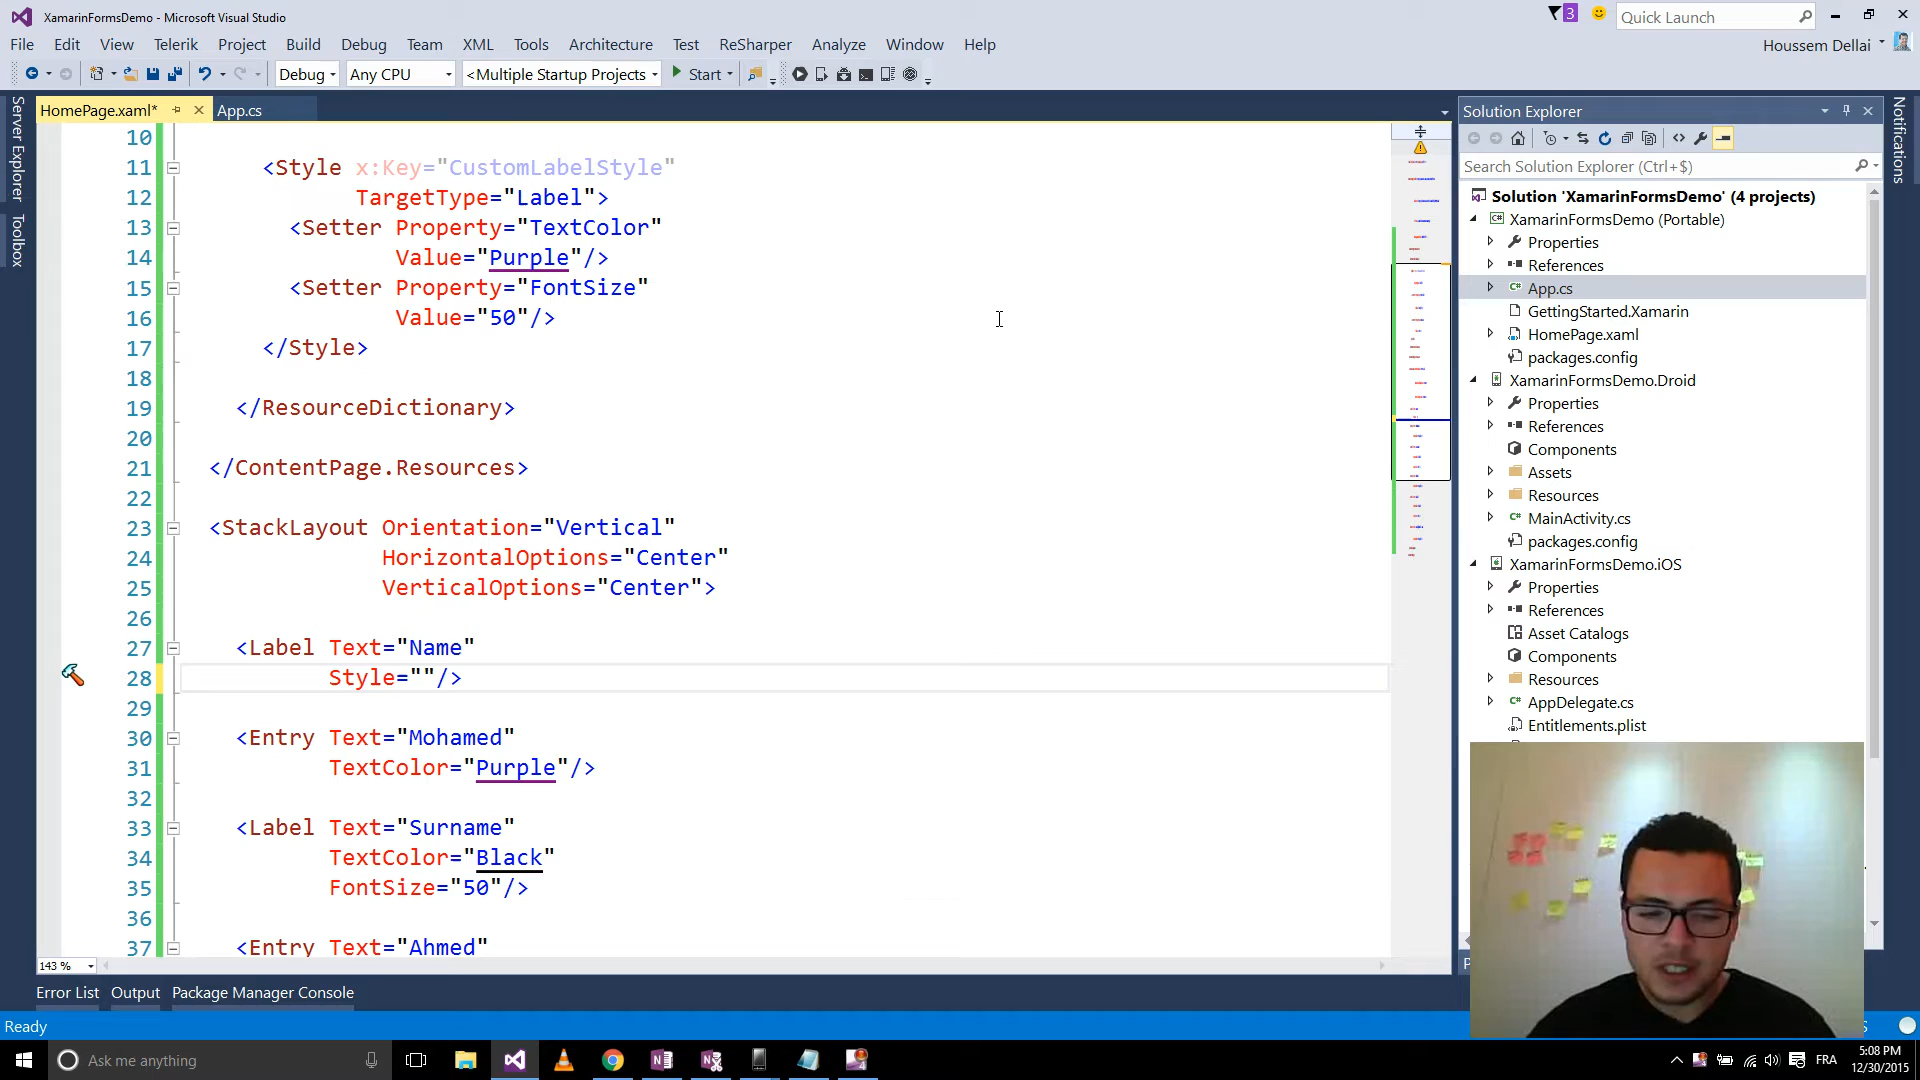 XamarinFormsDemo - Microsoft Visual Studio
3
Quick Launch
File Edit View Telerik Project Build Debug Team XML Tools Architecture Test ReSharper Analyze Window Help
Houssem Dellai
Debug Any CPU <Multiple Startup Projects Start
Server Explorer
Toolbox
HomePage.xaml* App.cs
10
11 <Style x:Key="CustomLabelStyle"
12 TargetType="Label">
13 <Setter Property="TextColor"
14 Value="Purple"/>
15 <Setter Property="FontSize"
16 Value="50"/>
17 </Style>
18
19 </ResourceDictionary>
20
21 </ContentPage.Resources>
22
23 <StackLayout Orientation="Vertical"
24 HorizontalOptions="Center"
25 VerticalOptions="Center">
26
27 <Label Text="Name"
28 Style=""/>
29
30 <Entry Text="Mohamed"
31 TextColor="Purple"/>
32
33 <Label Text="Surname"
34 TextColor="Black"
35 FontSize="50"/>
36
37 <Entry Text="Ahmed"
143 %
Solution Explorer
Search Solution Explorer (Ctrl+$)
Solution 'XamarinFormsDemo' (4 projects)
XamarinFormsDemo (Portable)
Properties
References
App.cs
GettingStarted.Xamarin
HomePage.xaml
packages.config
XamarinFormsDemo.Droid
Properties
References
Components
Assets
Resources
MainActivity.cs
packages.config
XamarinFormsDemo.iOS
Properties
References
Asset Catalogs
Components
Resources
AppDelegate.cs
Entitlements.plist
Notifications
Error List Output Package Manager Console
Ready
Ask me anything
FRA
5:08 PM
12/30/2015